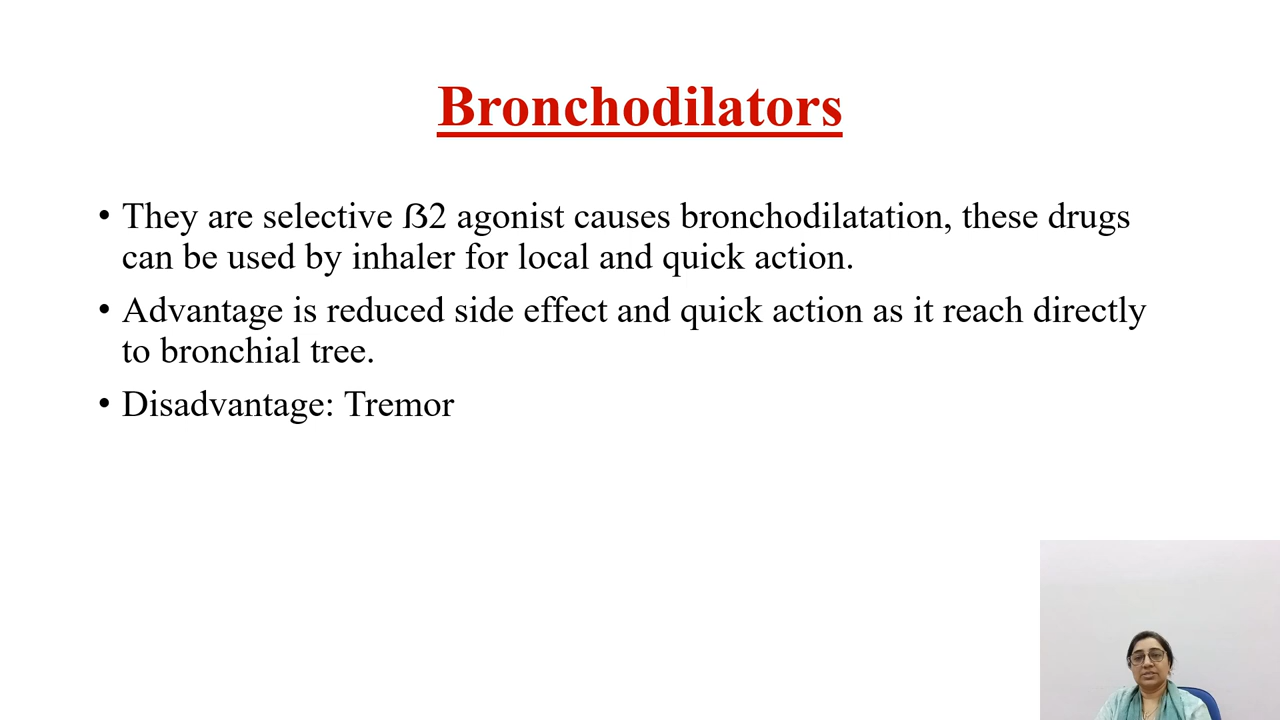 Bronchodilators
• They are selective ẞ2 agonist causes bronchodilatation, these drugs
can be used by inhaler for local and quick action.
• Advantage is reduced side effect and quick action as it reach directly
to bronchial tree.
• Disadvantage: Tremor